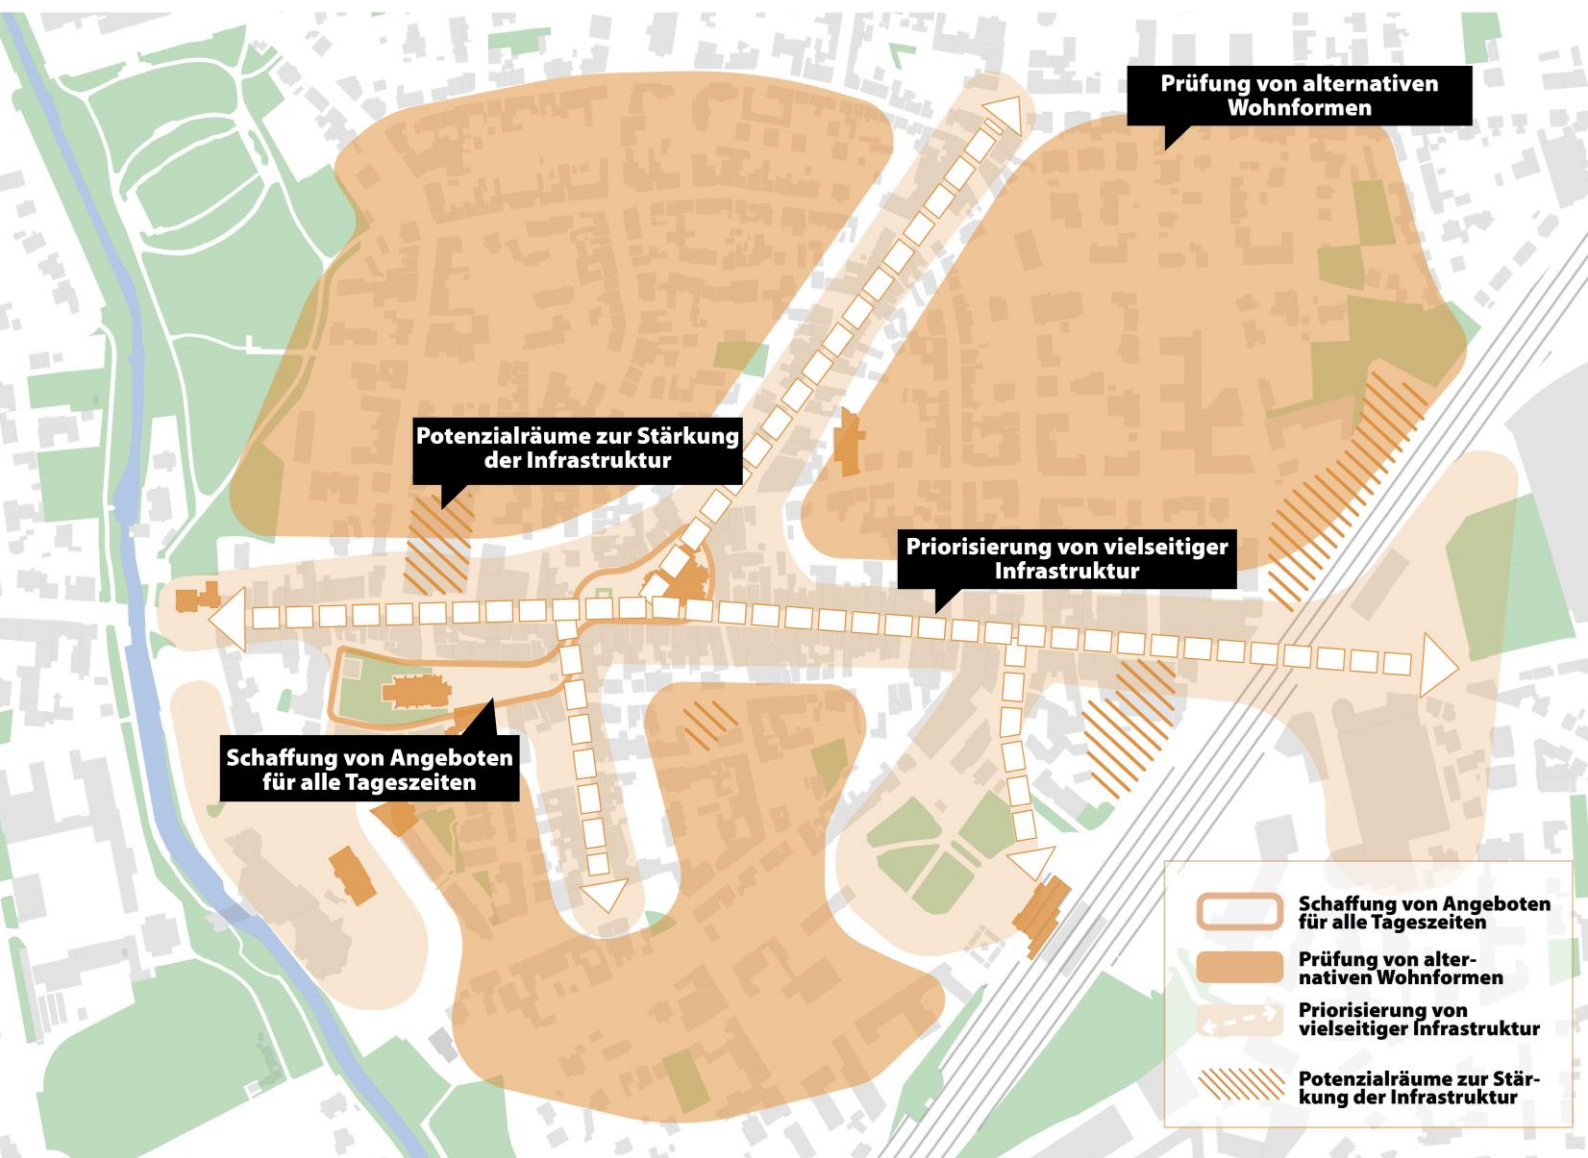 Prüfung von alternativen
Wohnformen
Potenzialräume zur Stärkung
der Infrastruktur
Priorisierung von vielseitiger
Infrastruktur
Schaffung von Angeboten
für alle Tageszeiten
Schaffung von Angeboten
für alle Tageszeiten
Prüfung von alter-
nativen Wohnformen
Priorisierung von
vielseitiger Infrastruktur
Potenzialräume zur Stär-
kung der Infrastruktur